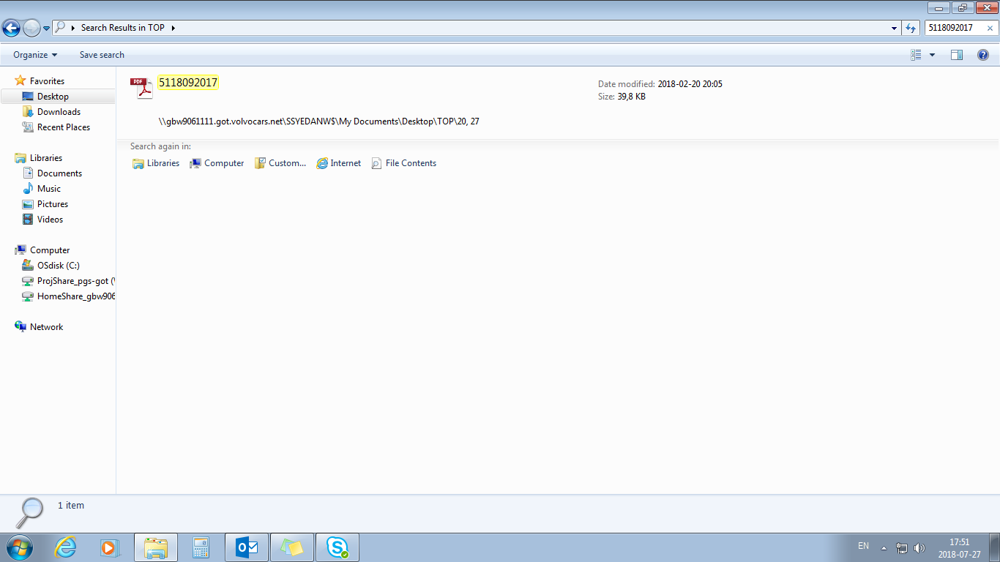 Search Results in TOP
5118092017
Organize
Save search
Favorites
Desktop
Downloads
Recent Places
Libraries
Documents
Music
Pictures
Videos
Computer
OSdisk (C:)
ProjShare_pgs-got (
HomeShare_gbw906
Network
PDF
5118092017
Date modified: 2018-02-20 20:05
Size: 39,8 KB
\\gbw9061111.got.volvocars.net\SSYEDANW$\My Documents\Desktop\TOP\20, 27
Search again in:
Libraries Computer Custom... Internet File Contents
1 item
EN
17:51
2018-07-27